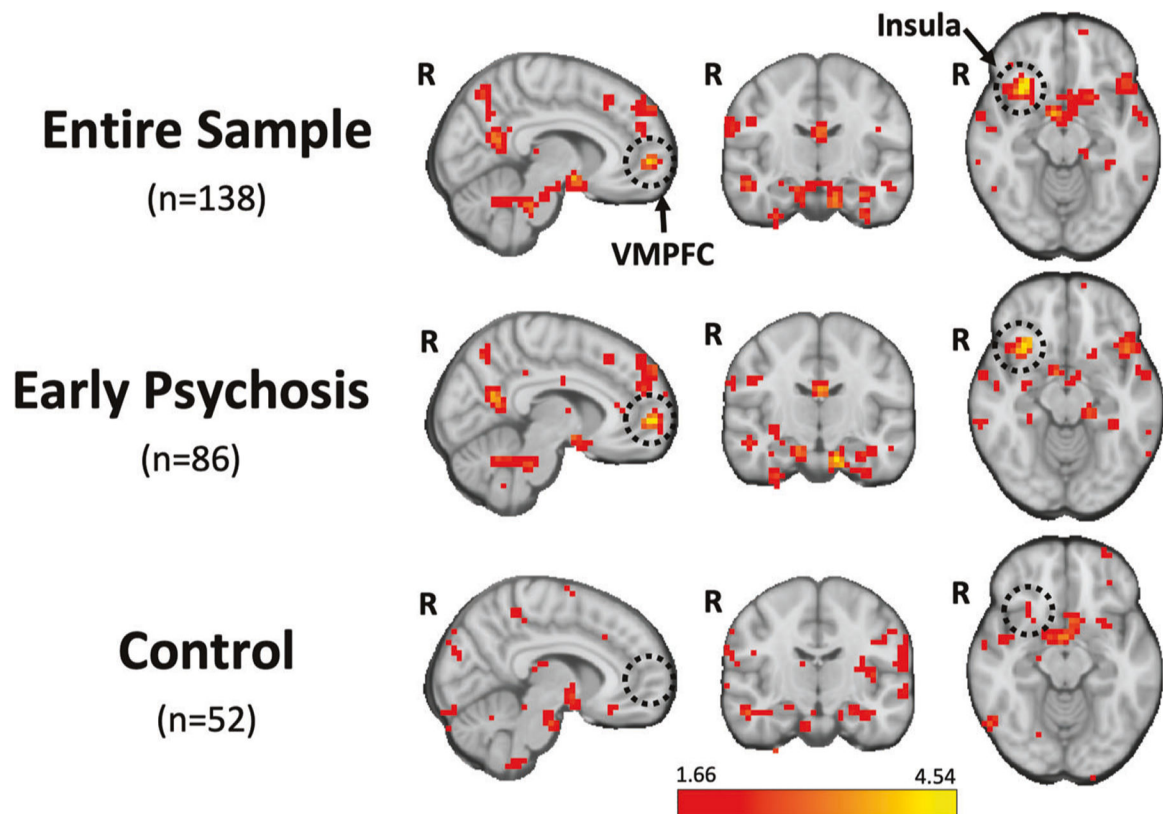 Insula
R
R
R
Entire Sample
(n=138)
VMPFC
R
R
R
Early Psychosis
(n=86)
R
R
R
Control
(n=52)
1.66
4.54